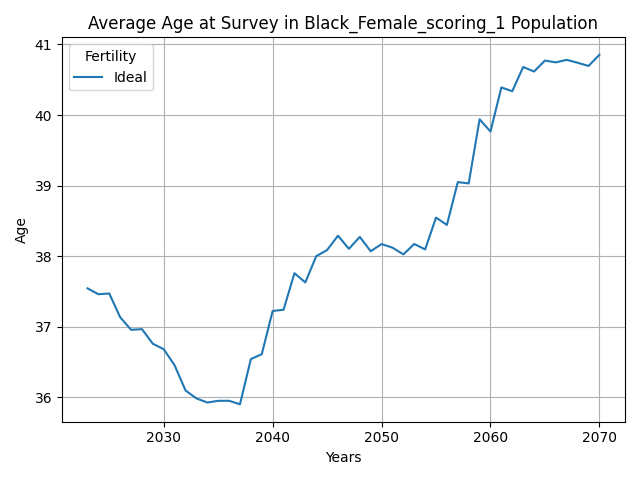 Average Age at Survey in Black_Female_scoring_1 Population
41
40
39
38
37
36
Age
Fertility
Ideal
2030 2040 2050 2060 2070
Years